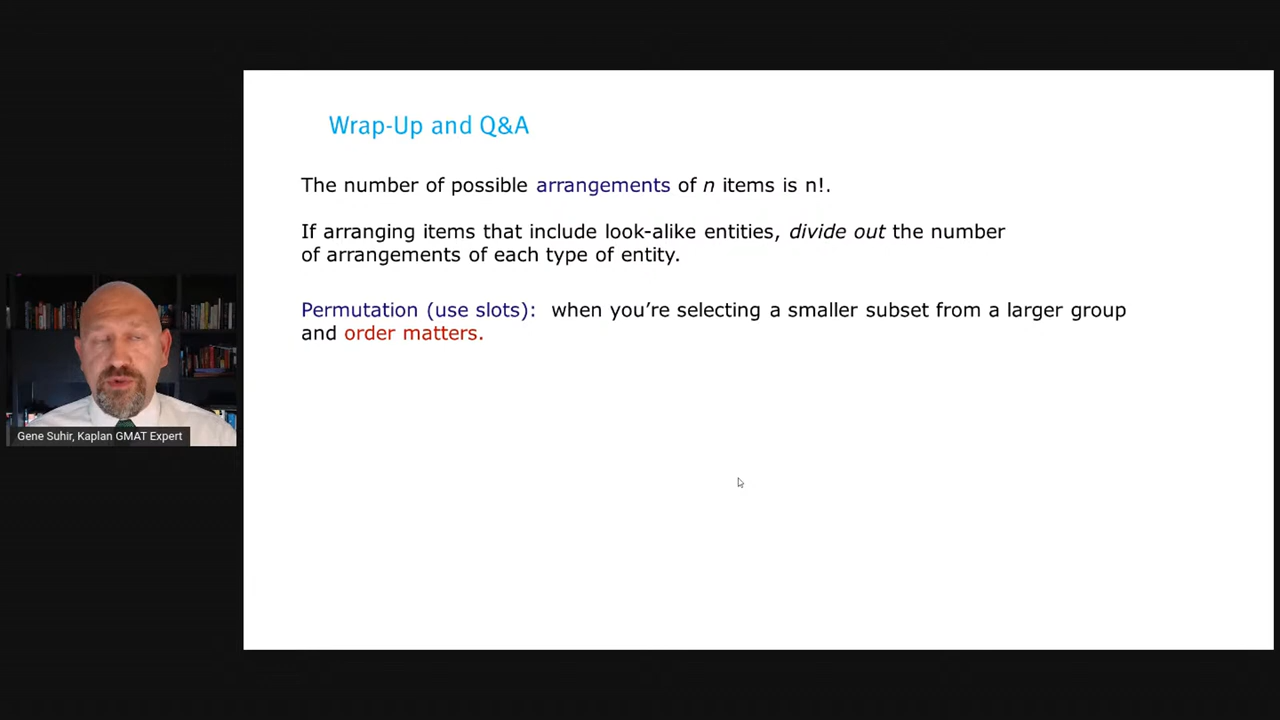 Wrap-Up and Q&A
The number of possible arrangements of n items is n!.
If arranging items that include look-alike entities, divide out the number
of arrangements of each type of entity.
Permutation (use slots):  when you’re selecting a smaller subset from a larger group
and order matters.
Gene Suhir, Kaplan GMAT Expert